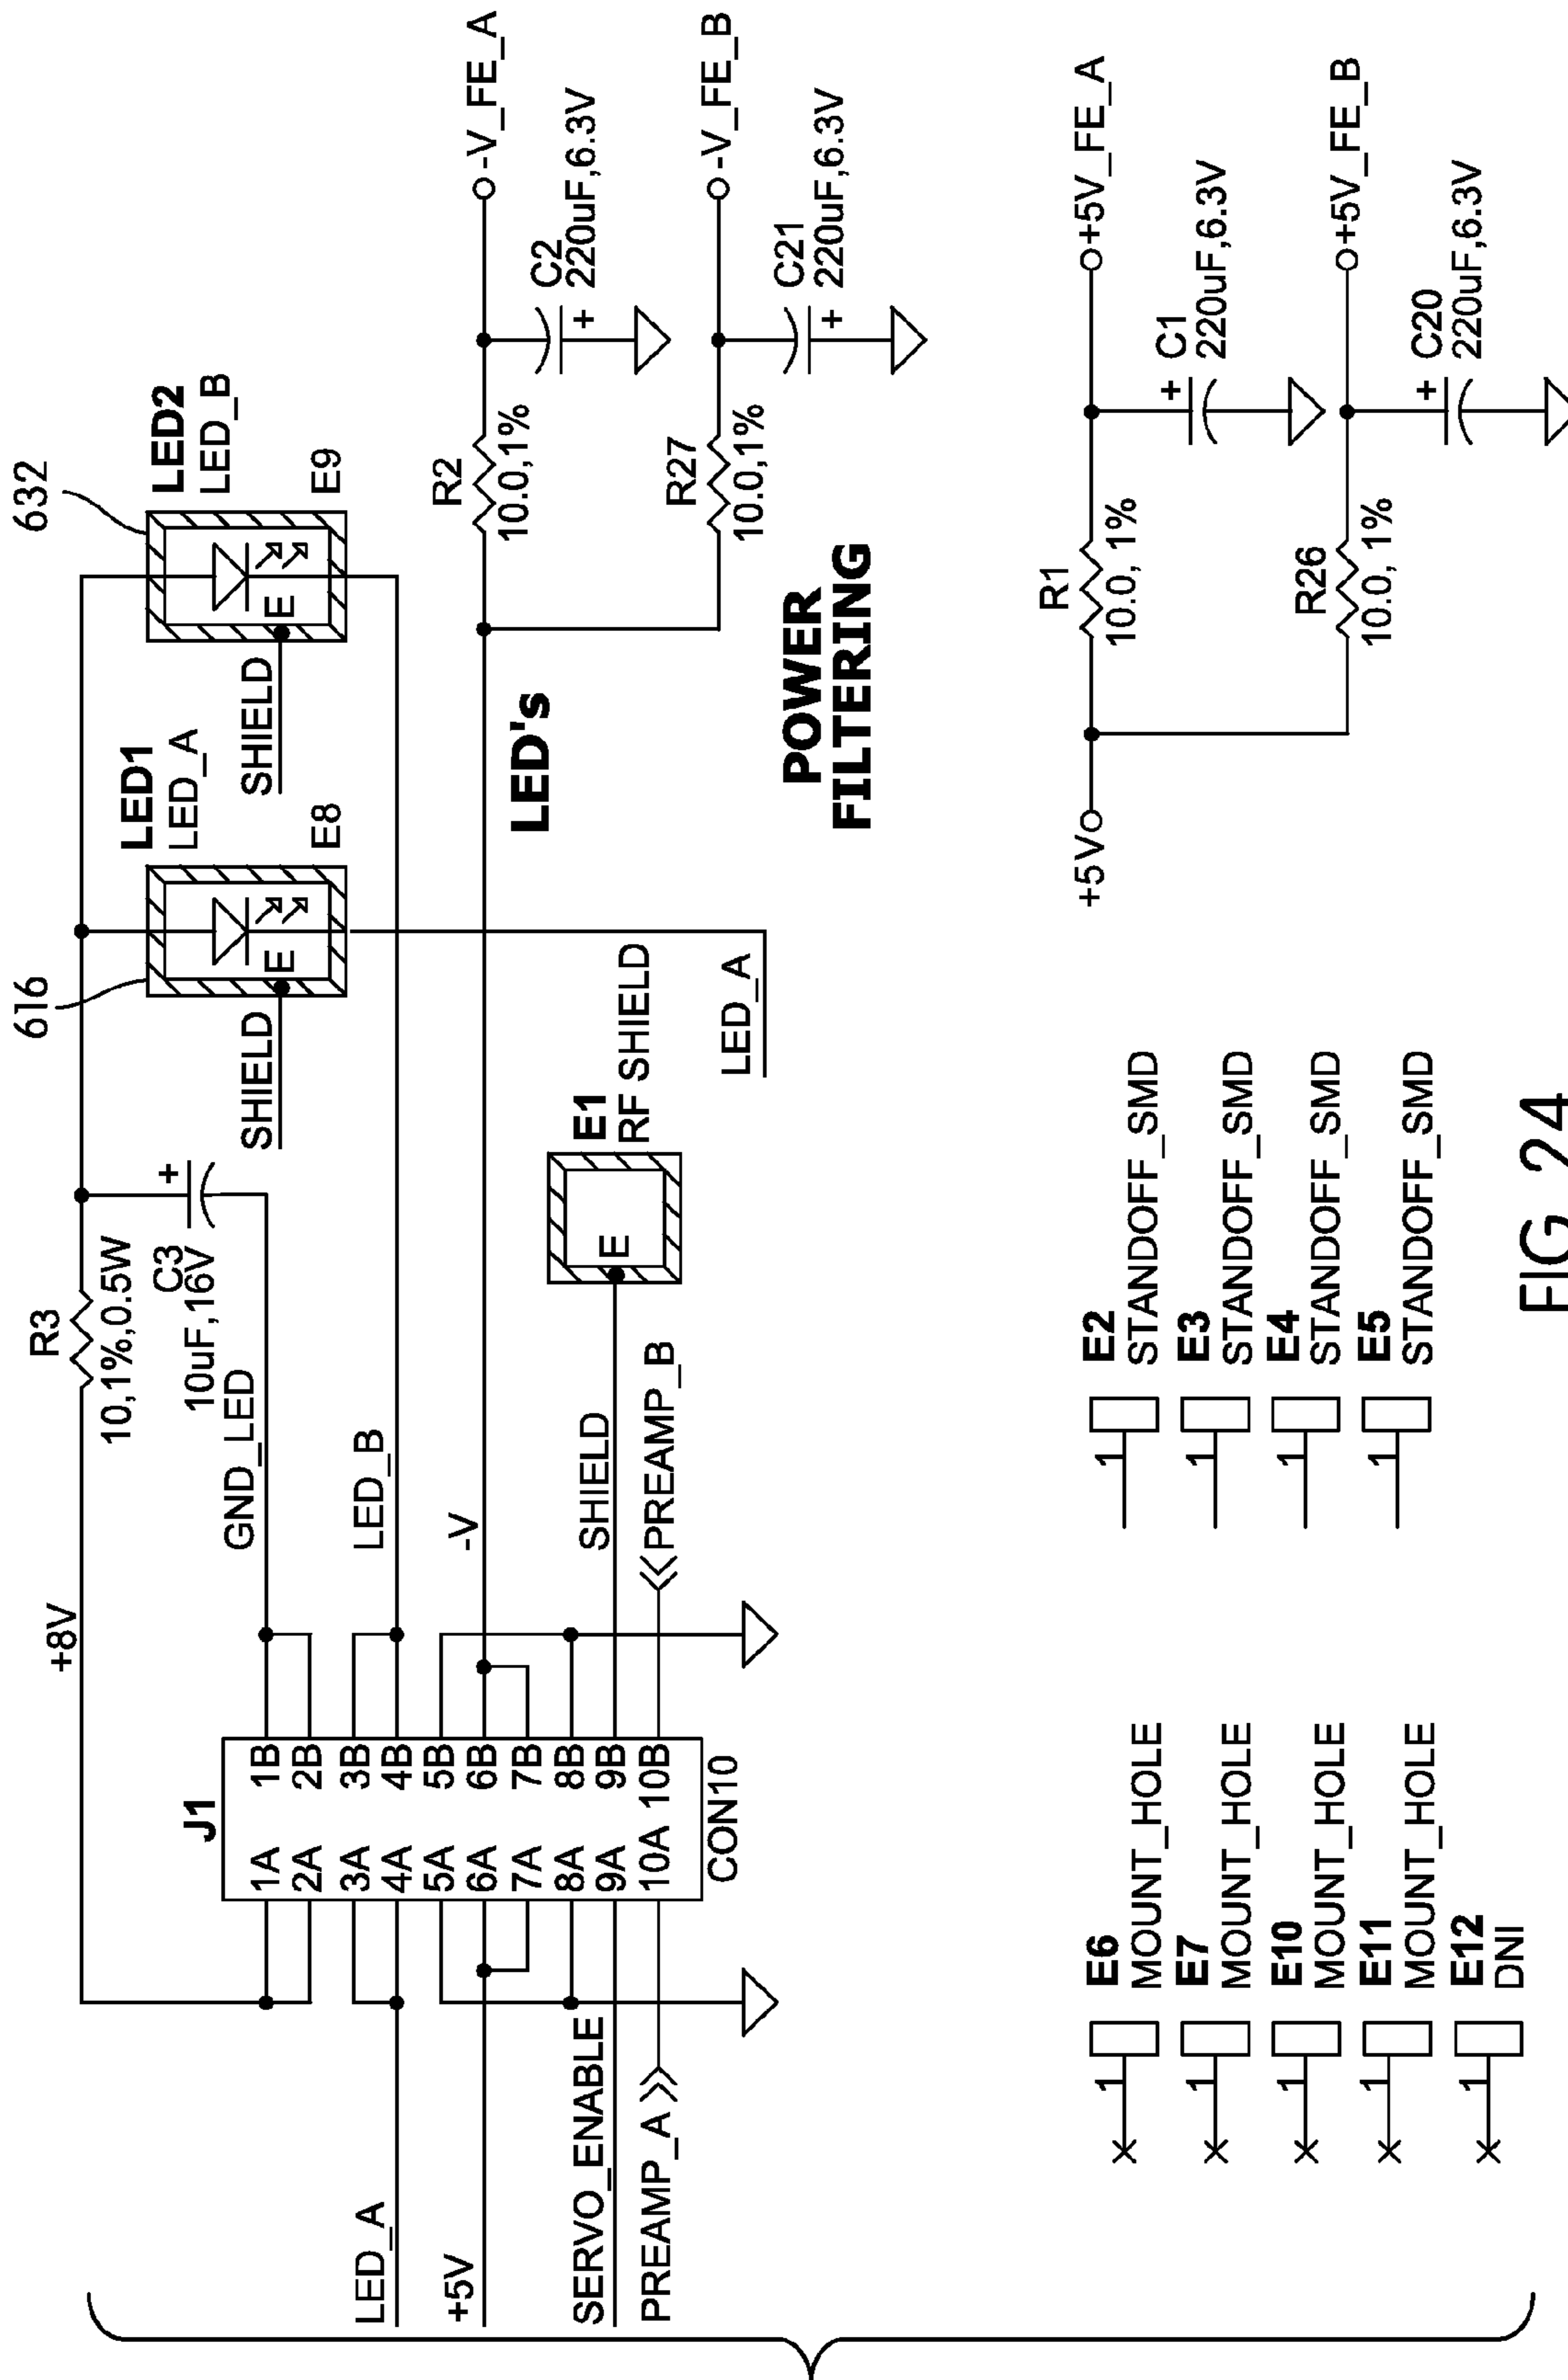 616
632
+8V
R3
10,1%,0.5W
C3
10uF,16V
+
GND_LED
LED1
LED_A
SHIELD
E
E8
LED2
LED_B
SHIELD
E
E9
J1
1A 1B
2A 2B
3A 3B
4A 4B
5A 5B
6A 6B
7A 7B
8A 8B
9A 9B
10A 10B
CON10
LED_A
+5V
SERVO_ENABLE
PREAMP_A
LED_B
-V
SHIELD
PREAMP_B
E1
RF SHIELD
E
LED_A
LED's
R2
10.0,1%
-V_FE_A
C2
220uF,6.3V
+
R27
10.0,1%
-V_FE_B
C21
220uF,6.3V
+
POWER
FILTERING
+5V
R1
10.0, 1%
+5V_FE_A
C1
220uF,6.3V
+
R26
10.0, 1%
+5V_FE_B
C20
220uF,6.3V
+
E6
1
MOUNT_HOLE
E7
1
MOUNT_HOLE
E10
1
MOUNT_HOLE
E11
1
MOUNT_HOLE
E12
1
DNI
E2
1
STANDOFF_SMD
E3
1
STANDOFF_SMD
E4
1
STANDOFF_SMD
E5
1
STANDOFF_SMD
FIG. 24